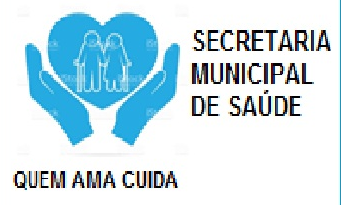 SECRETARIA
MUNICIPAL
DE SAÚDE
QUEM AMA CUIDA